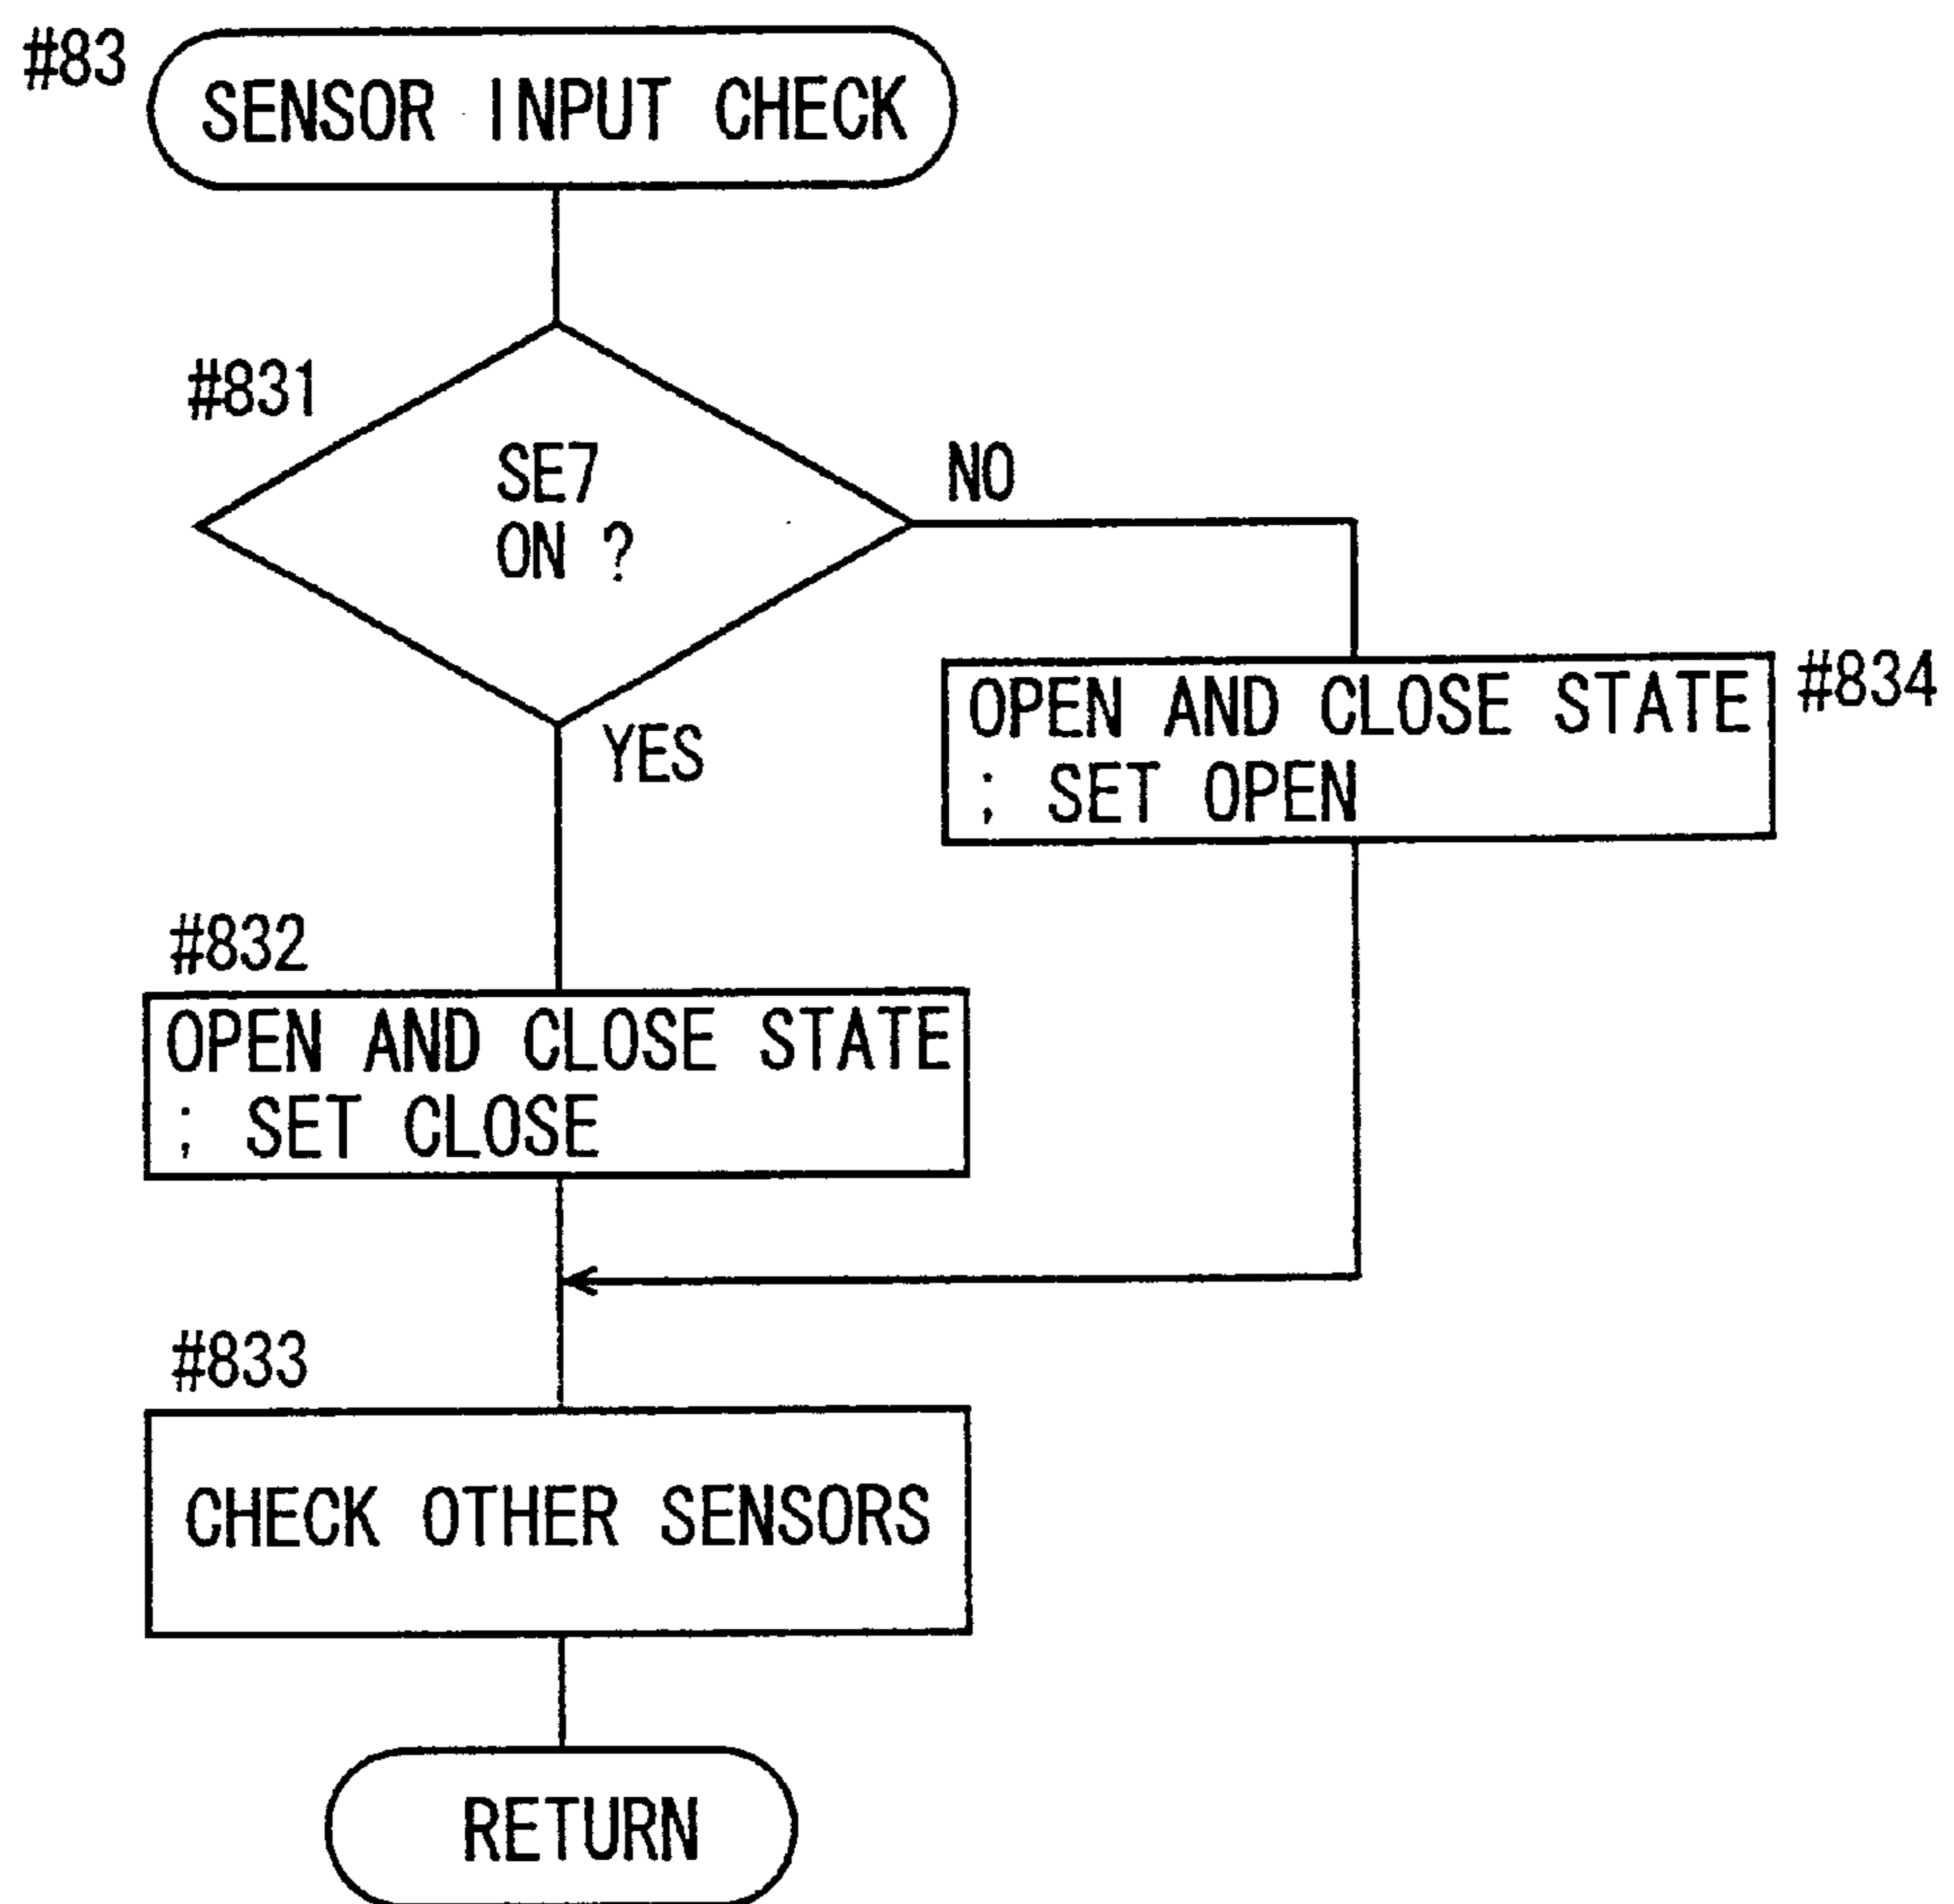 #83
SENSOR INPUT CHECK
#831
SE7
ON ?
NO
YES
OPEN AND CLOSE STATE
; SET OPEN
#834
#832
OPEN AND CLOSE STATE
; SET CLOSE
#833
CHECK OTHER SENSORS
RETURN